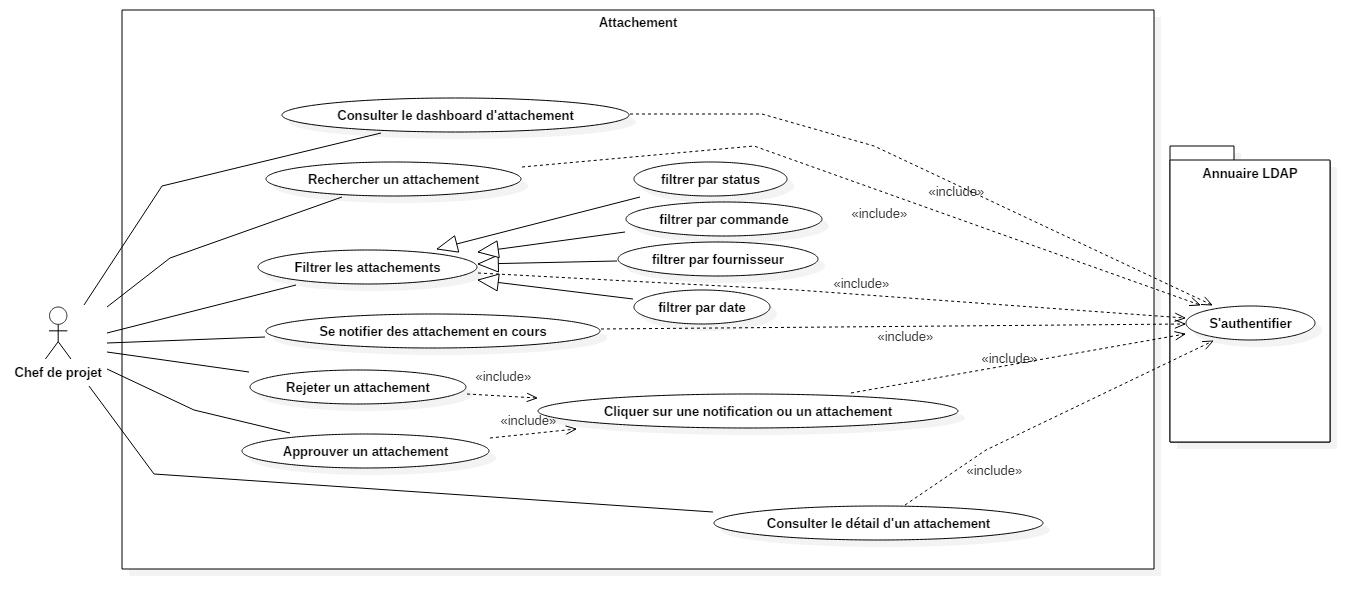 Attachement
Consulter le dashboard d'attachement
Annuaire LDAP
Rechercher un attachement
filtrer par status
«include»
«include»
filtrer par commande
filtrer par fournisseur
Filtrer les attachements
«include»
filtrer par date
S'authentifier
Se notifier des attachement en cours
«include»
«include»
Chef de projet
«include»
Rejeter un attachement
Cliquer sur une notification ou un attachement
«include»
Approuver un attachement
«include»
Consulter le détail d'un attachement